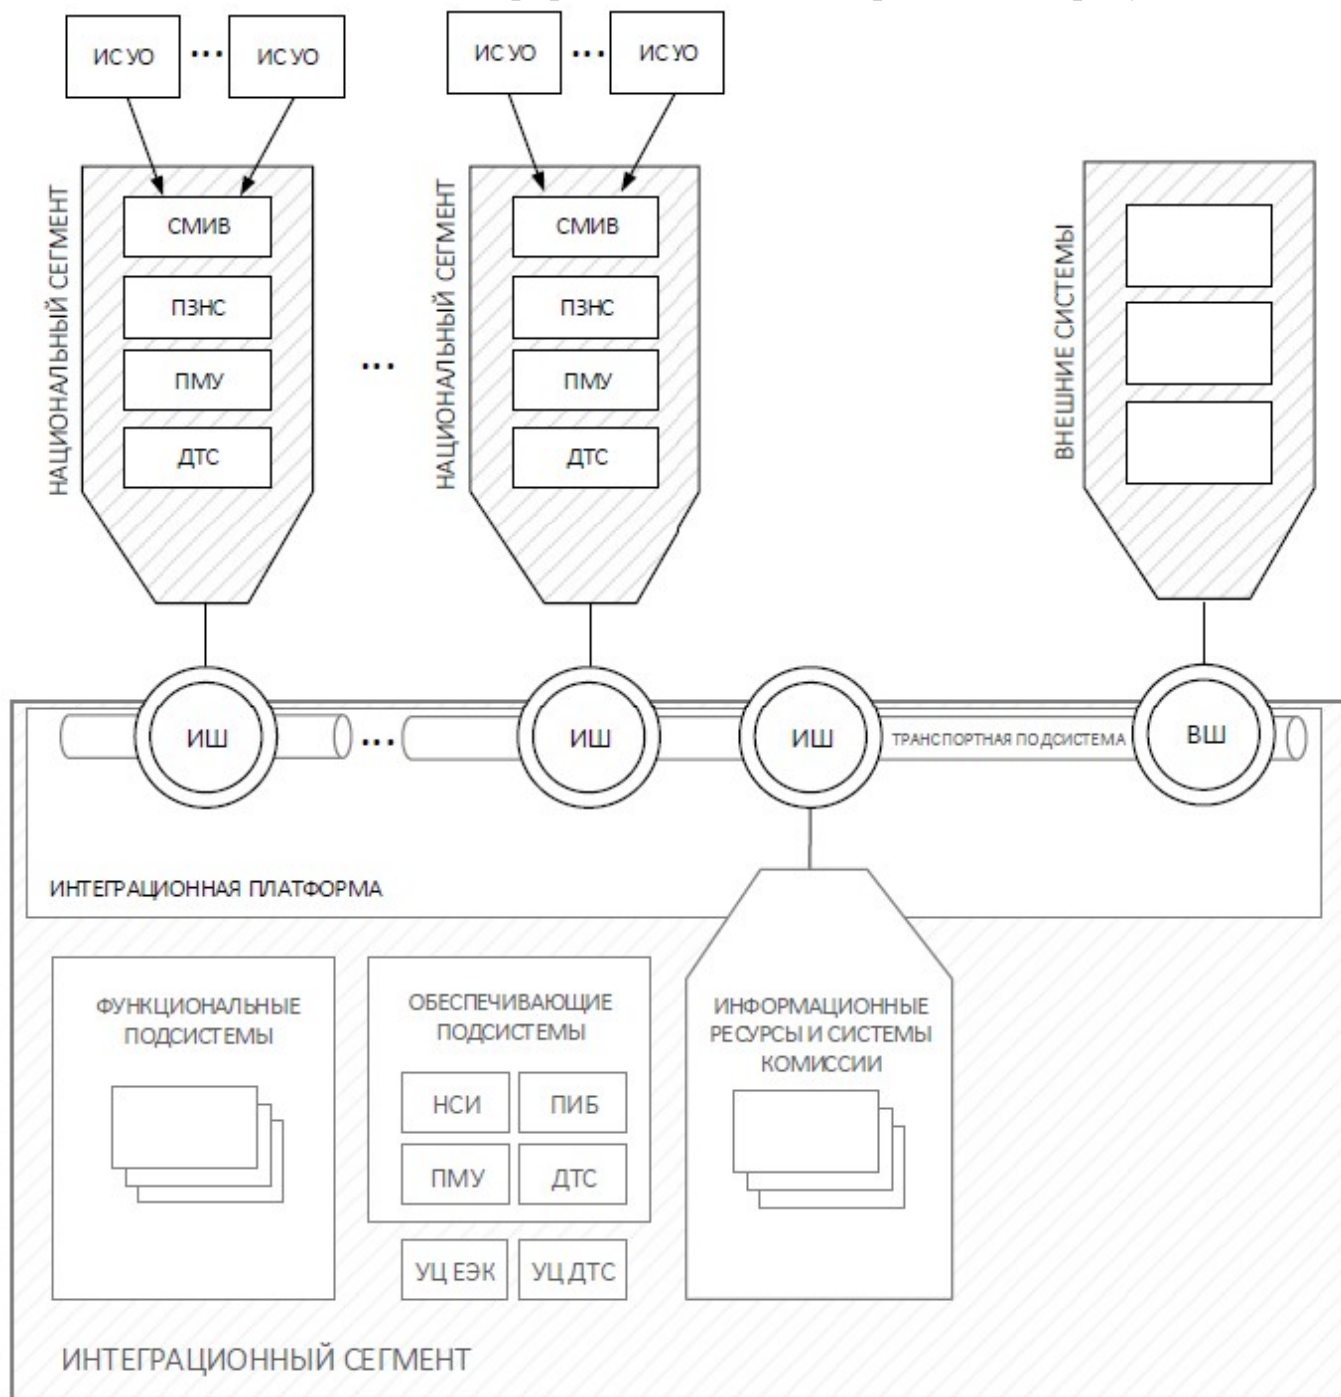 ИС УО ... ИС УО
ИС УО ... ИС УО
НАЦИОНАЛЬНЫЙ СЕГМЕНТ
СМИВ
ПЗНС
ПМУ
ДТС
...
НАЦИОНАЛЬНЫЙ СЕГМЕНТ
СМИВ
ПЗНС
ПМУ
ДТС
ВНЕШНИЕ СИСТЕМЫ
ИШ ... ИШ ИШ ТРАНСПОРТНАЯ ПОДСИСТЕМА ВШ
ИНТЕГРАЦИОННАЯ ПЛАТФОРМА
ФУНКЦИОНАЛЬНЫЕ
ПОДСИСТЕМЫ
ОБЕСПЕЧИВАЮЩИЕ
ПОДСИСТЕМЫ
НСИ ПИБ
ПМУ ДТС
УЦ ЕЭК УЦ ДТС
ИНФОРМАЦИОННЫЕ
РЕСУРСЫ И СИСТЕМЫ
КОМИССИИ
ИНТЕГРАЦИОННЫЙ СЕГМЕНТ